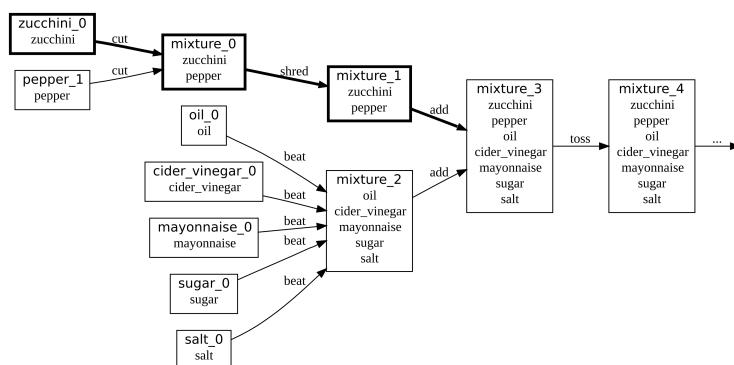 zucchini_0
zucchini
cut
pepper_1
pepper
cut
mixture_0
zucchini
pepper
shred
mixture_1
zucchini
pepper
add
oil_0
oil
beat
cider_vinegar_0
cider_vinegar
beat
mayonnaise_0
mayonnaise
beat
sugar_0
sugar
beat
salt_0
salt
beat
mixture_2
oil
cider_vinegar
mayonnaise
sugar
salt
add
mixture_3
zucchini
pepper
oil
cider_vinegar
mayonnaise
sugar
salt
toss
mixture_4
zucchini
pepper
oil
cider_vinegar
mayonnaise
sugar
salt
...